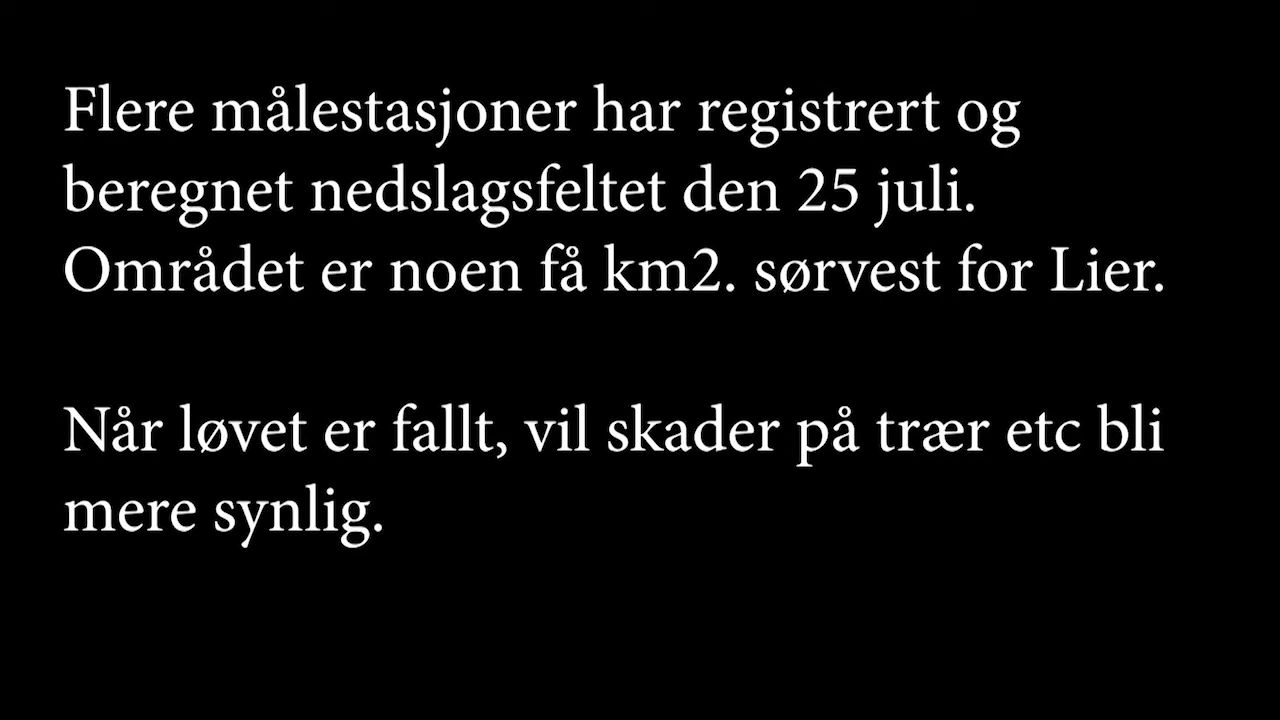 Flere målestasjoner har registrert og
beregnet nedslagsfeltet den 25 juli.
Området er noen få km2. sørvest for Lier.
Når løvet er fallt, vil skader på trær etc bli
mere synlig.